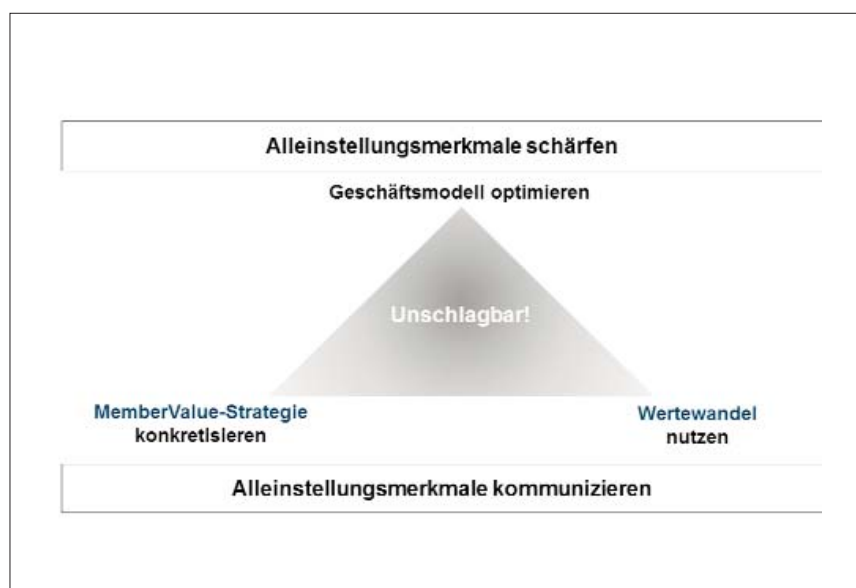 Alleinstellungsmerkmale schärfen
Geschäftsmodell optimieren
Unschlagbar!
MemberValue-Strategie
konkretisieren
Wertewandel
nutzen
Alleinstellungsmerkmale kommunizieren